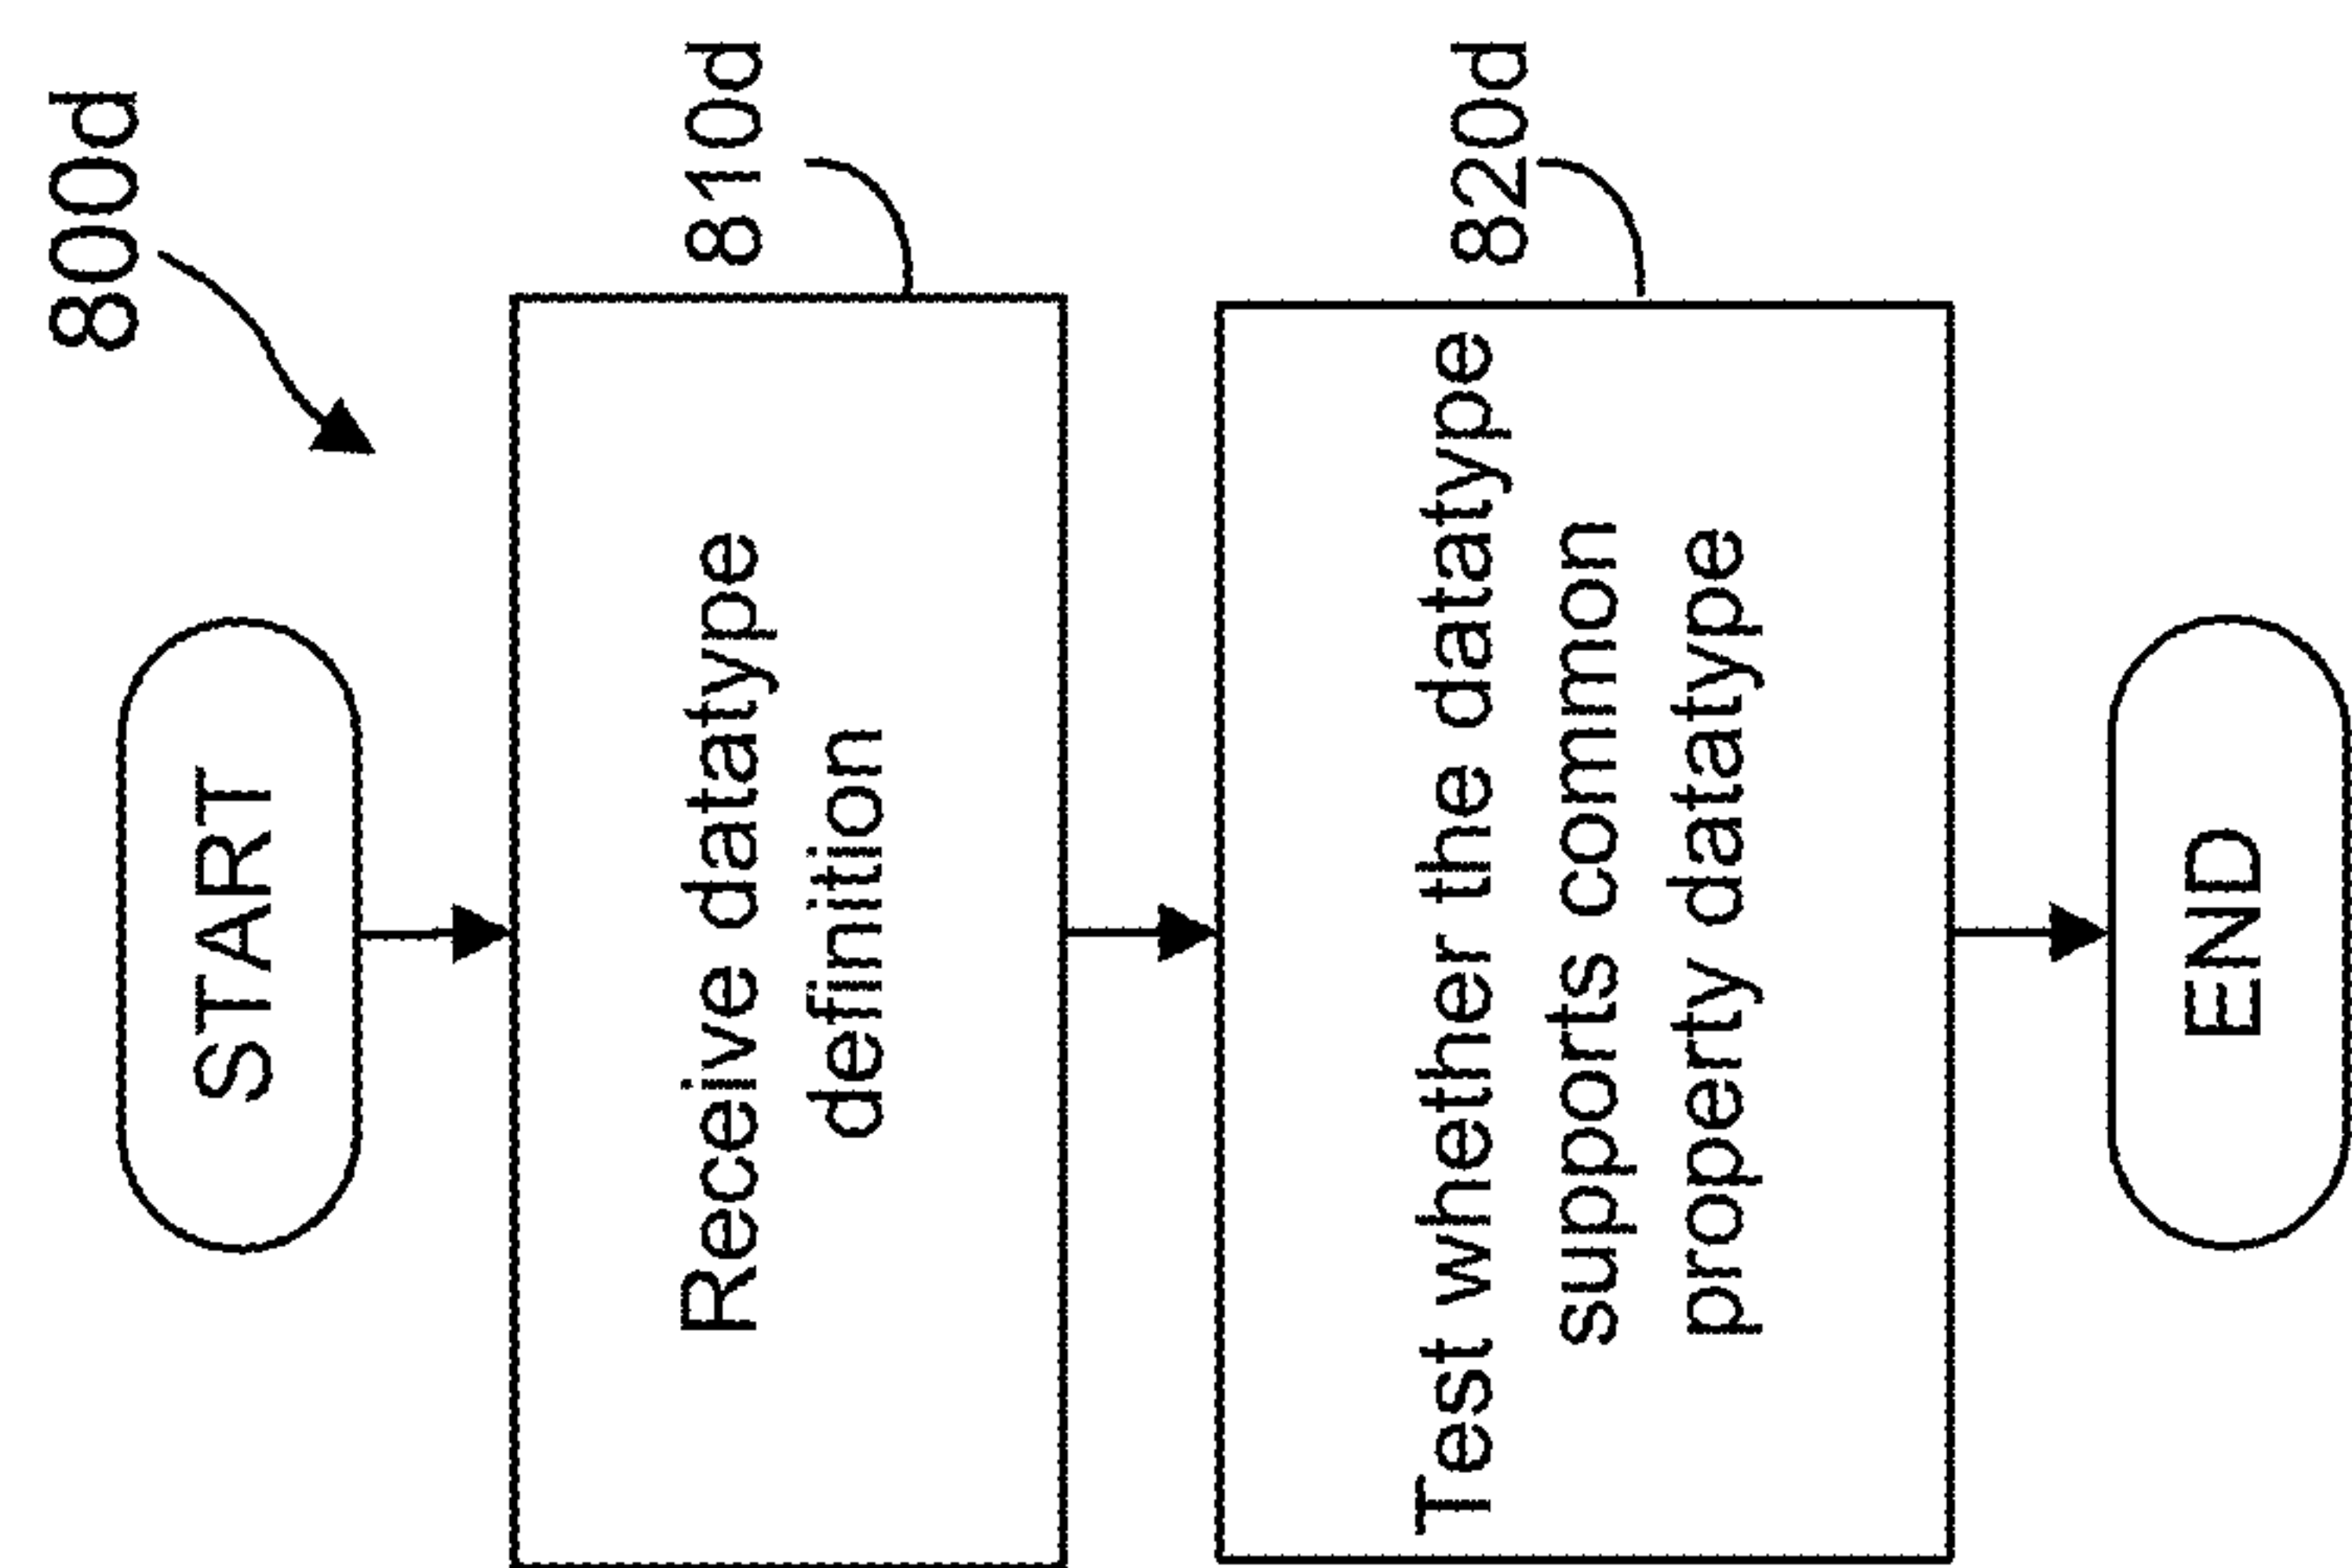 800d
START
810d
Receive datatype
definition
820d
Test whether the datatype
supports common
property datatype
END